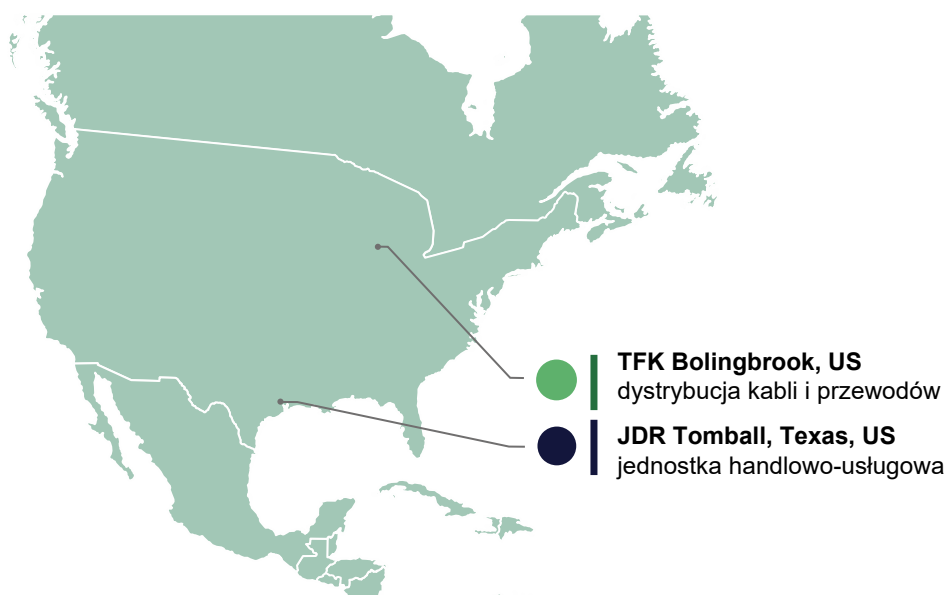 TFK Bolingbrook, US
dystrybucja kabli i przewodów
JDR Tomball, Texas, US
jednostka handlowo-usługowa